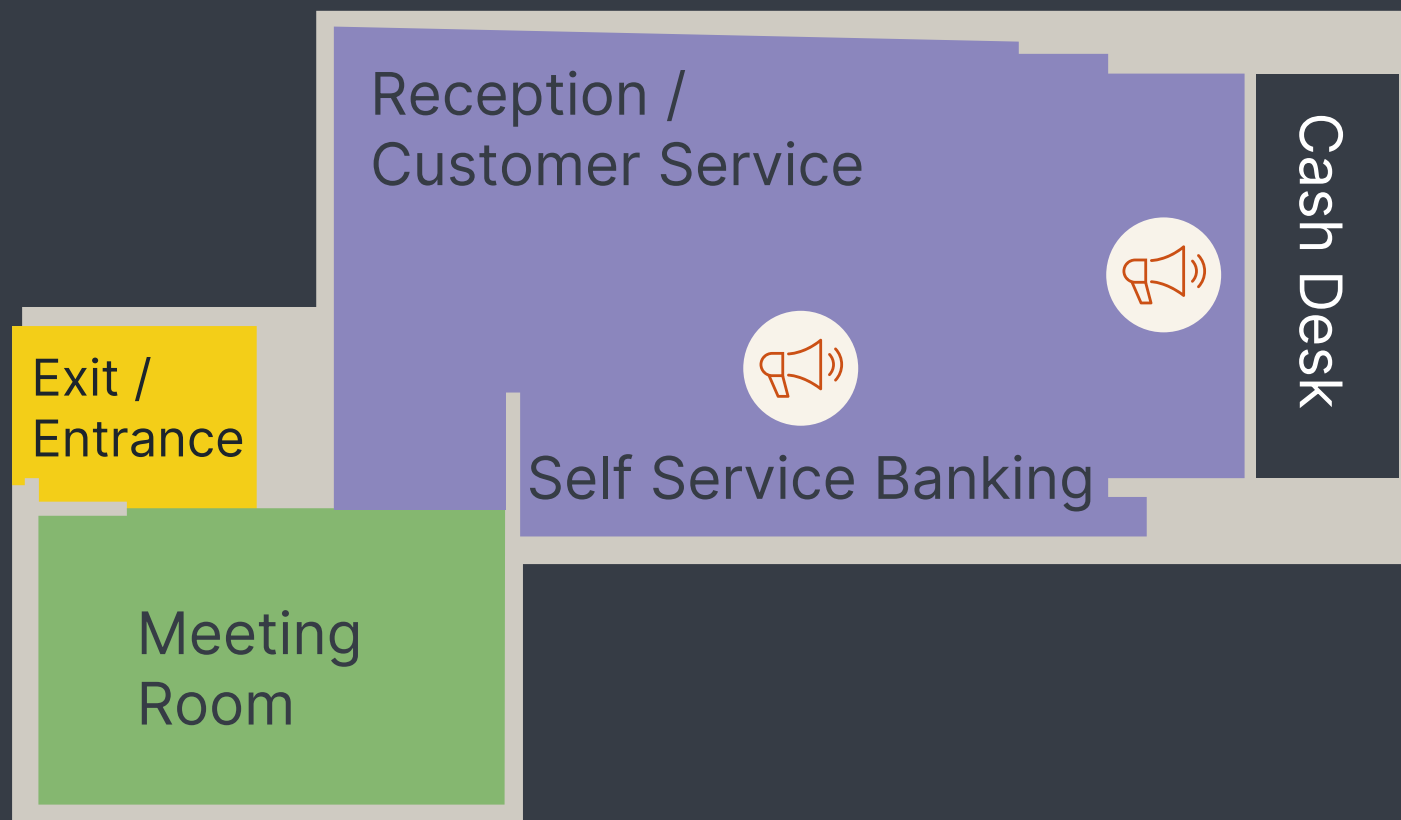 Reception /
Customer Service
Cash Desk
Exit /
Entrance
Self Service Banking
Meeting
Room